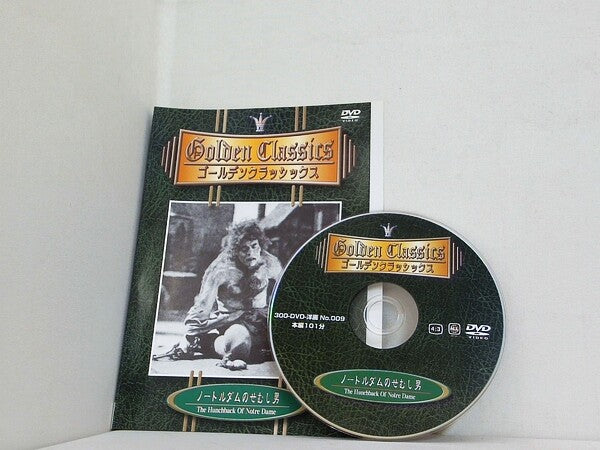 DVD
VIDEO
Golden Classics
ゴールデンクラッシックス
ノートルダムのせむし男
The Hunchback Of Notre Dame
Golden Classics
ゴールデンクラッシックス
300-DVD-洋画 No.009
本編101分
4:3
ALL
DVD
VIDEO
ノートルダムのせむし男
The Hunchback Of Notre Dame